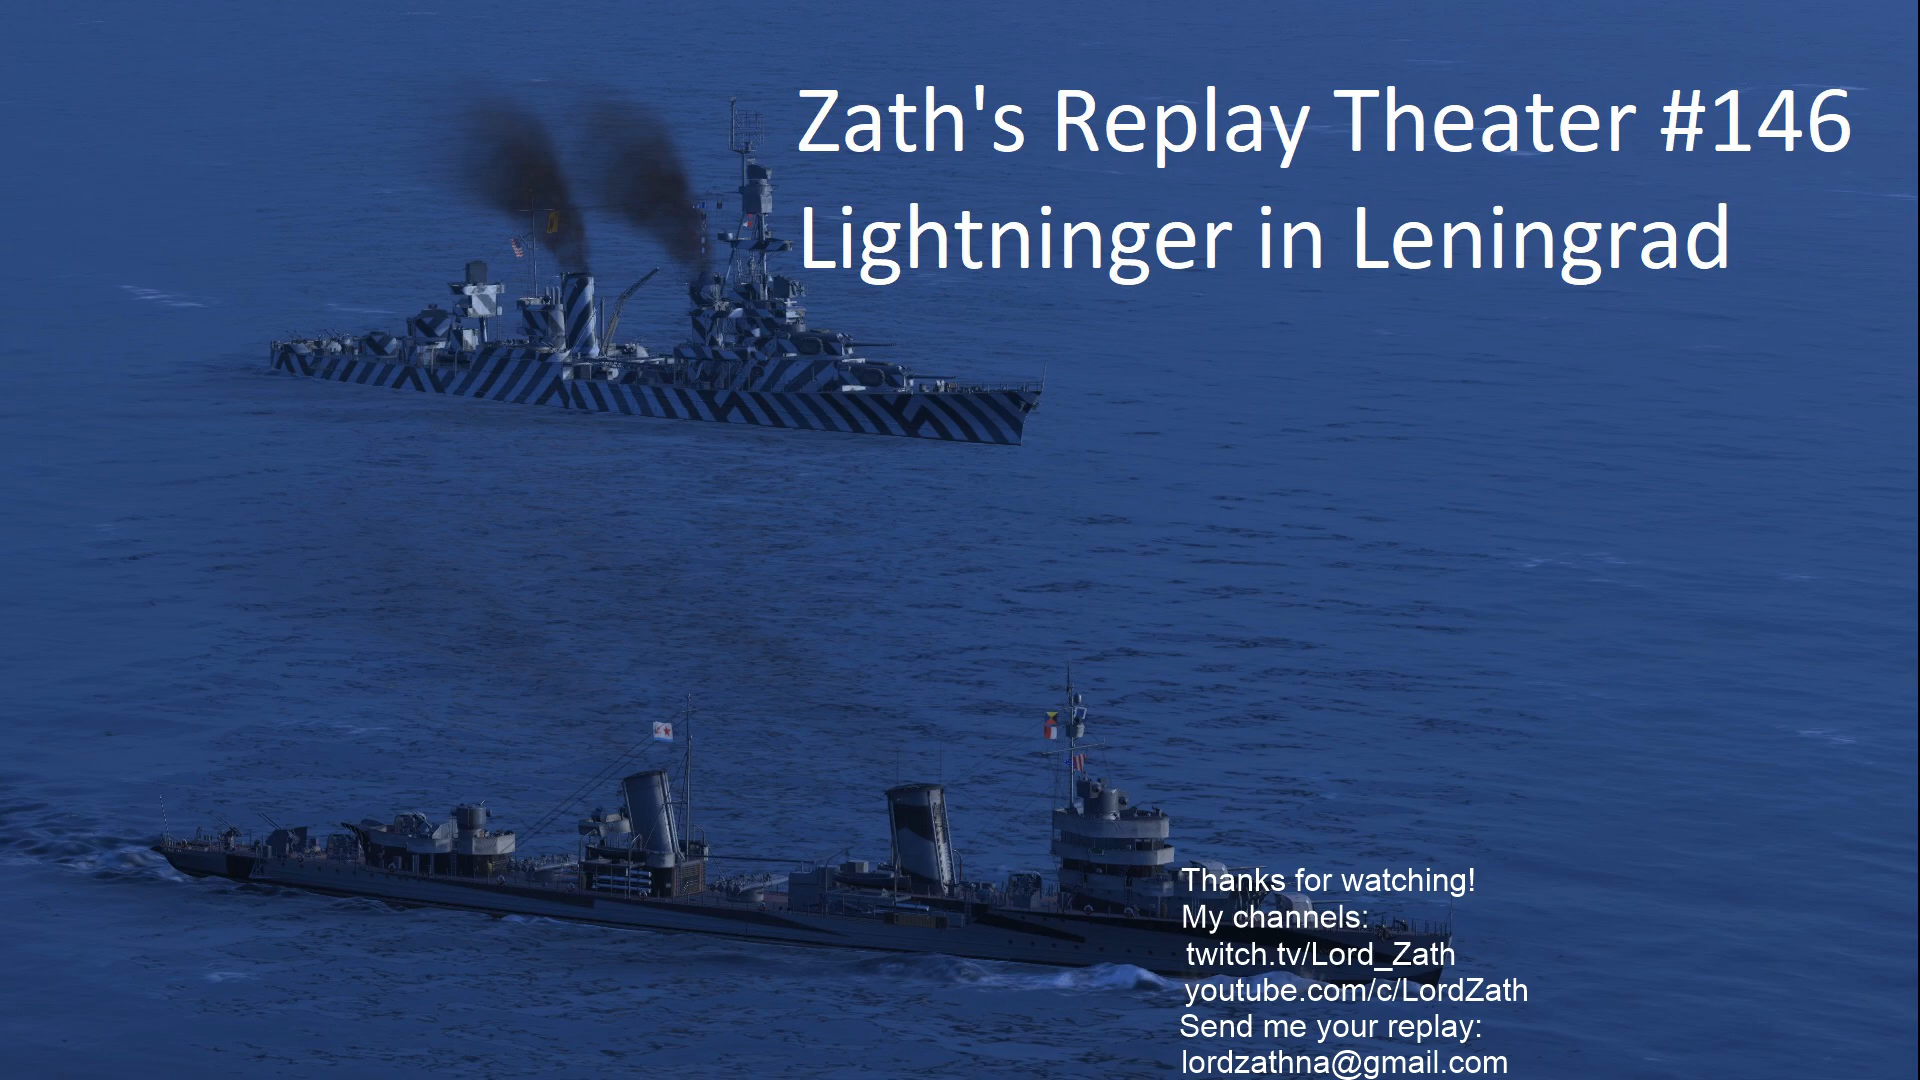 Zath's Replay Theater #146
Lightninger in Leningrad
Thanks for watching!
My channels:
twitch.tv/Lord_Zath
youtube.com/c/LordZath
Send me your replay:
lordzathna@gmail.com